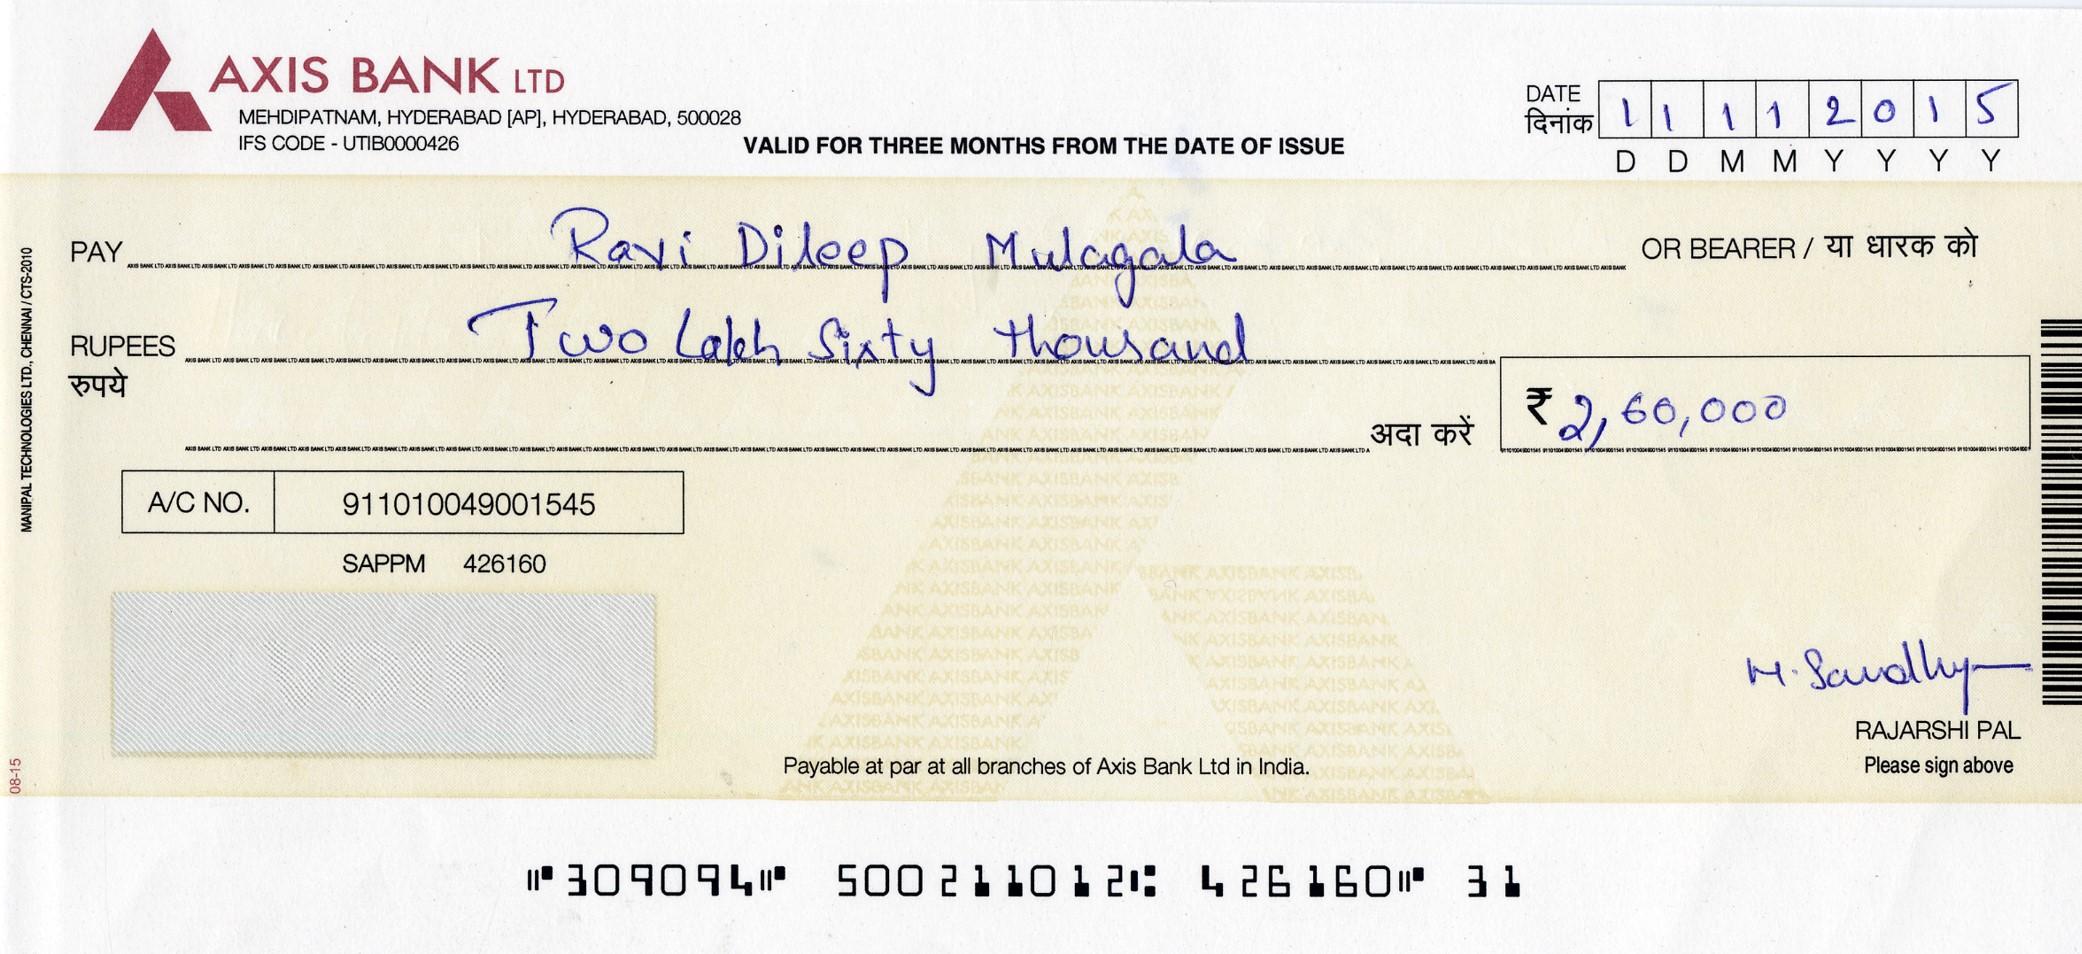 AXIS BANK LTD
MEHDIPATNAM, HYDERABAD [AP], HYDERABAD, 500028
IFS CODE - UTIB0000426
VALID FOR THREE MONTHS FROM THE DATE OF ISSUE
DATE
दिनांक
1 1 1 1 2 0 1 5
D D M M Y Y Y Y
PAY Ravi Dileep Mulagala OR BEARER / या धारक को
RUPEES Two Lakh Sixty thousand
रुपये
अदा करें ₹ 2,60,000
A/C NO. 911010049001545
SAPPM 426160
VOID
M. Sandhy
RAJARSHI PAL
Please sign above
Payable at par at all branches of Axis Bank Ltd in India.
MANIPAL TECHNOLOGIES LTD., CHENNAI / CTS-2010
08-15
⑈309094⑈ 500211012⑆ 426160⑈ 31